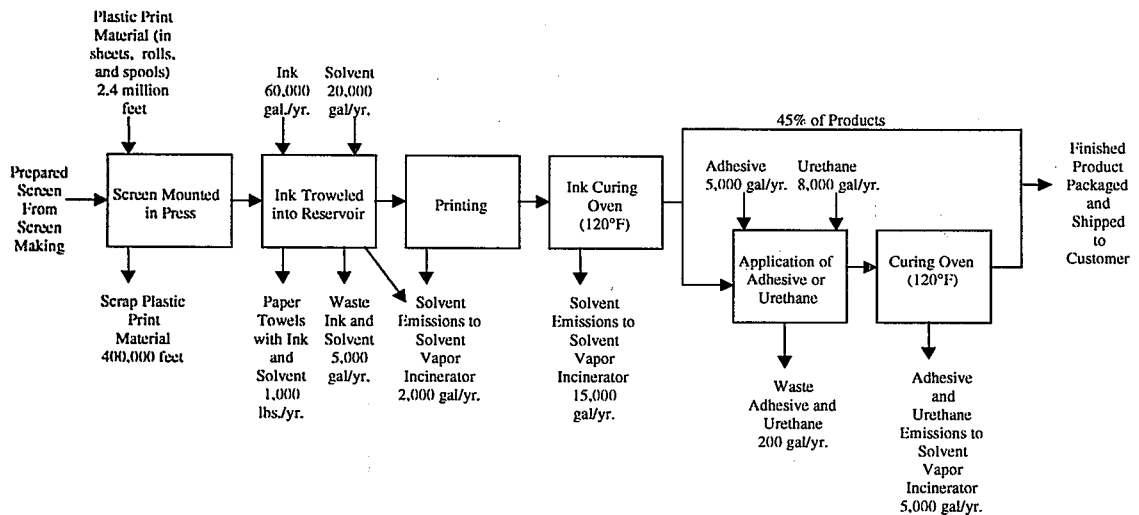 Plastic Print
Material (in
sheets, rolls,
and spools)
2.4 million
feet
Ink
60,000
gal./yr.
Solvent
20,000
gal/yr.
45% of Products
Prepared
Screen
From
Screen
Making
Screen Mounted
in Press
Ink Troweled
into Reservoir
Printing
Ink Curing
Oven
(120°F)
Adhesive
5,000 gal/yr.
Urethane
8,000 gal/yr.
Application of
Adhesive or
Urethane
Curing Oven
(120°F)
Finished
Product
Packaged
and
Shipped
to
Customer
Scrap Plastic
Print
Material
400,000 feet
Paper
Towels
with Ink
and
Solvent
1,000
lbs./yr.
Waste
Ink and
Solvent
5,000
gal/yr.
Solvent
Emissions to
Solvent
Vapor
Incinerator
2,000 gal/yr.
Solvent
Emissions to
Solvent
Vapor
Incinerator
15,000
gal/yr.
Waste
Adhesive and
Urethane
200 gal/yr.
Adhesive
and
Urethane
Emissions to
Solvent
Vapor
Incinerator
5,000 gal/yr.